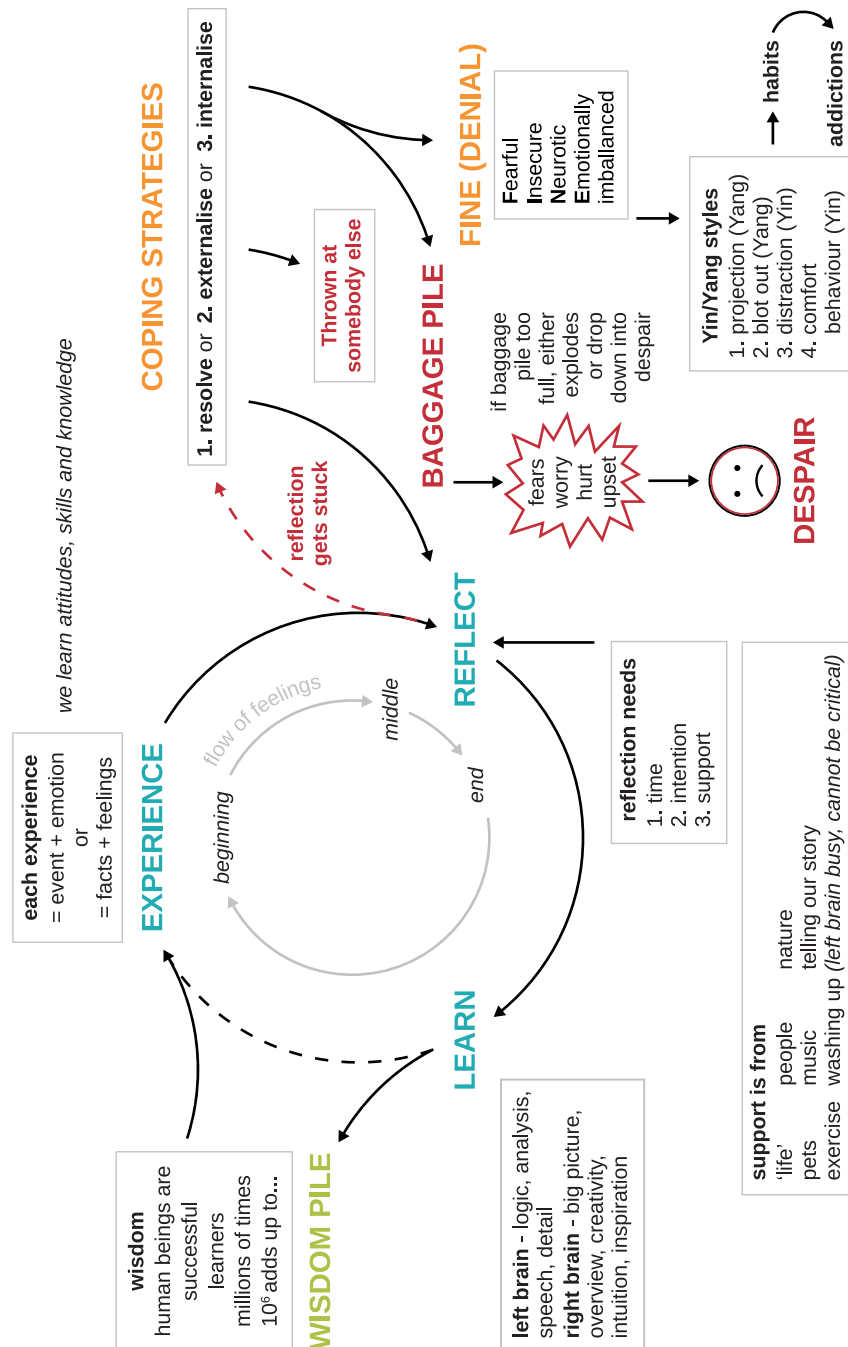 we learn attitudes, skills and knowledge
each experience
= event + emotion
or
= facts + feelings
EXPERIENCE
wisdom
human beings are
successful
learners
millions of times
10⁶ adds up to...
WISDOM PILE
beginning
flow of feelings
middle
end
LEARN
REFLECT
left brain - logic, analysis,
speech, detail
right brain - big picture,
overview, creativity,
intuition, inspiration
reflection needs
1. time
2. intention
3. support
support is from
‘life’ people nature
pets music telling our story
exercise washing up (left brain busy, cannot be critical)
reflection
gets stuck
COPING STRATEGIES
1. resolve or 2. externalise or 3. internalise
Thrown at
somebody else
BAGGAGE PILE
fears
worry
hurt
upset
if baggage
pile too
full, either
explodes
or drop
down into
despair
DESPAIR
FINE (DENIAL)
Fearful
Insecure
Neurotic
Emotionally
imballanced
Yin/Yang styles
1. projection (Yang)
2. blot out (Yang)
3. distraction (Yin)
4. comfort
behaviour (Yin)
habits
addictions